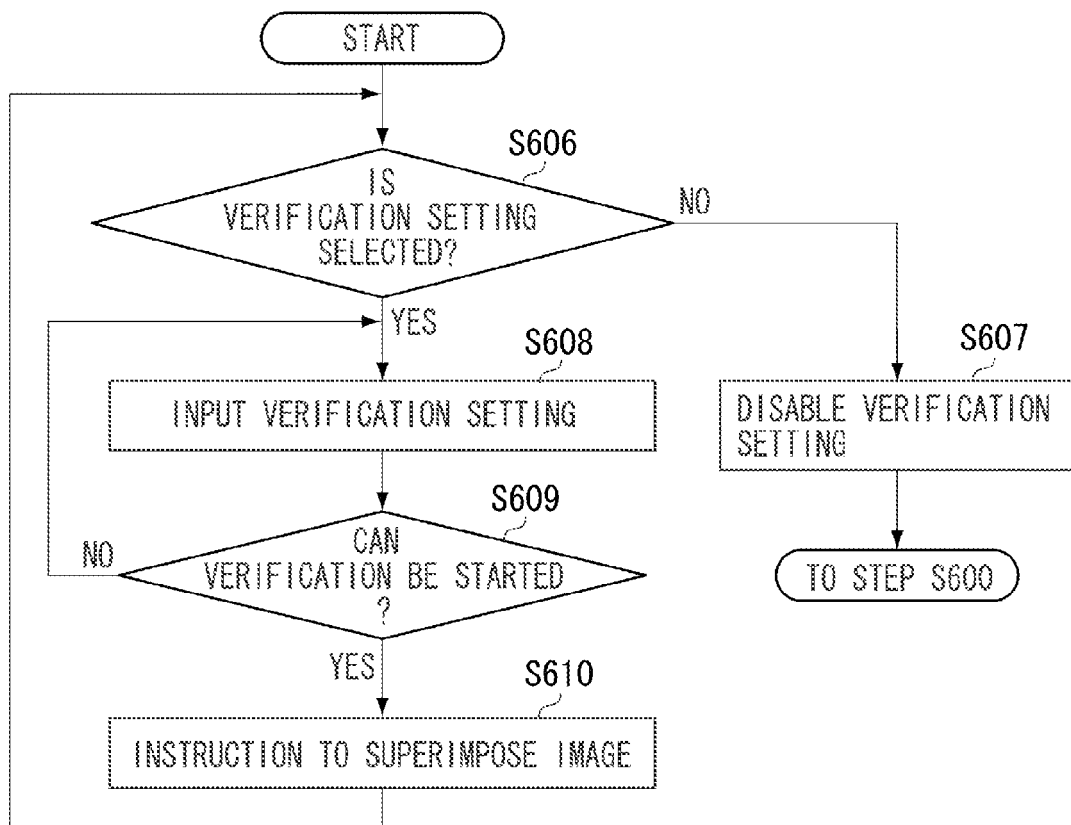 START
S606
IS
VERIFICATION SETTING
SELECTED?
NO
YES
S608
INPUT VERIFICATION SETTING
S607
DISABLE VERIFICATION
SETTING
S609
CAN
VERIFICATION BE STARTED
?
NO
TO STEP S600
YES
S610
INSTRUCTION TO SUPERIMPOSE IMAGE